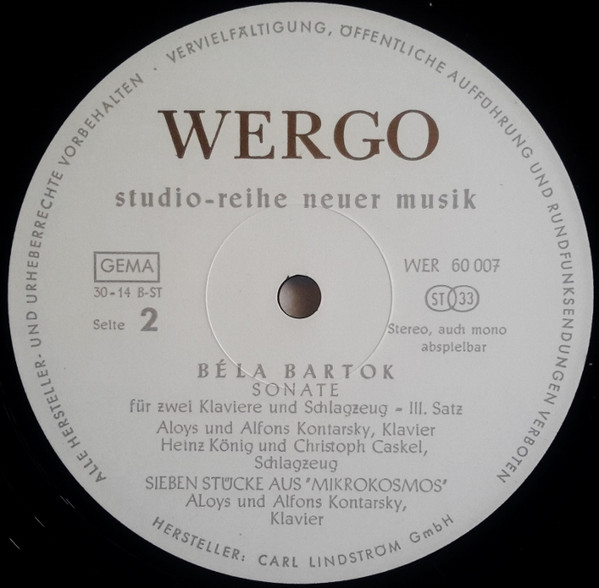 ALLE HERSTELLER- UND URHEBERRECHTE VORBEHALTEN · VERVIELFÄLTIGUNG, ÖFFENTLICHE AUFFÜHRUNG UND RUNDFUNKSENDUNGEN VERBOTEN
WERGO
studio-reihe neuer musik
GEMA
30-14 B-ST
Seite 2
WER 60 007
ST 33
Stereo, auch mono
abspielbar
BÉLA BARTOK
SONATE
für zwei Klaviere und Schlagzeug - III. Satz
Aloys und Alfons Kontarsky, Klavier
Heinz König und Christoph Caskel,
Schlagzeug
SIEBEN STÜCKE AUS "MIKROKOSMOS"
ALoys und Alfons Kontarsky,
Klavier
HERSTELLER: CARL LINDSTRÖM GmbH